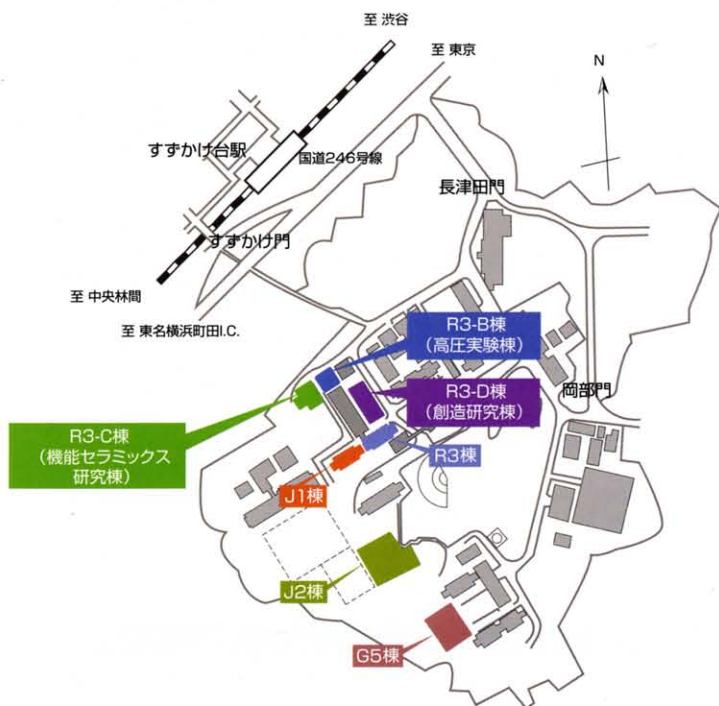 至 渋谷
至 東京
N
すずかけ台駅
国道246号線
長津田門
すずかけ門
至 中央林間
至 東名横浜町田I.C.
R3-B棟
（高圧実験棟）
R3-D棟
（創造研究棟）
岡部門
R3-C棟
（機能セラミックス
研究棟）
R3棟
J1棟
J2棟
G5棟